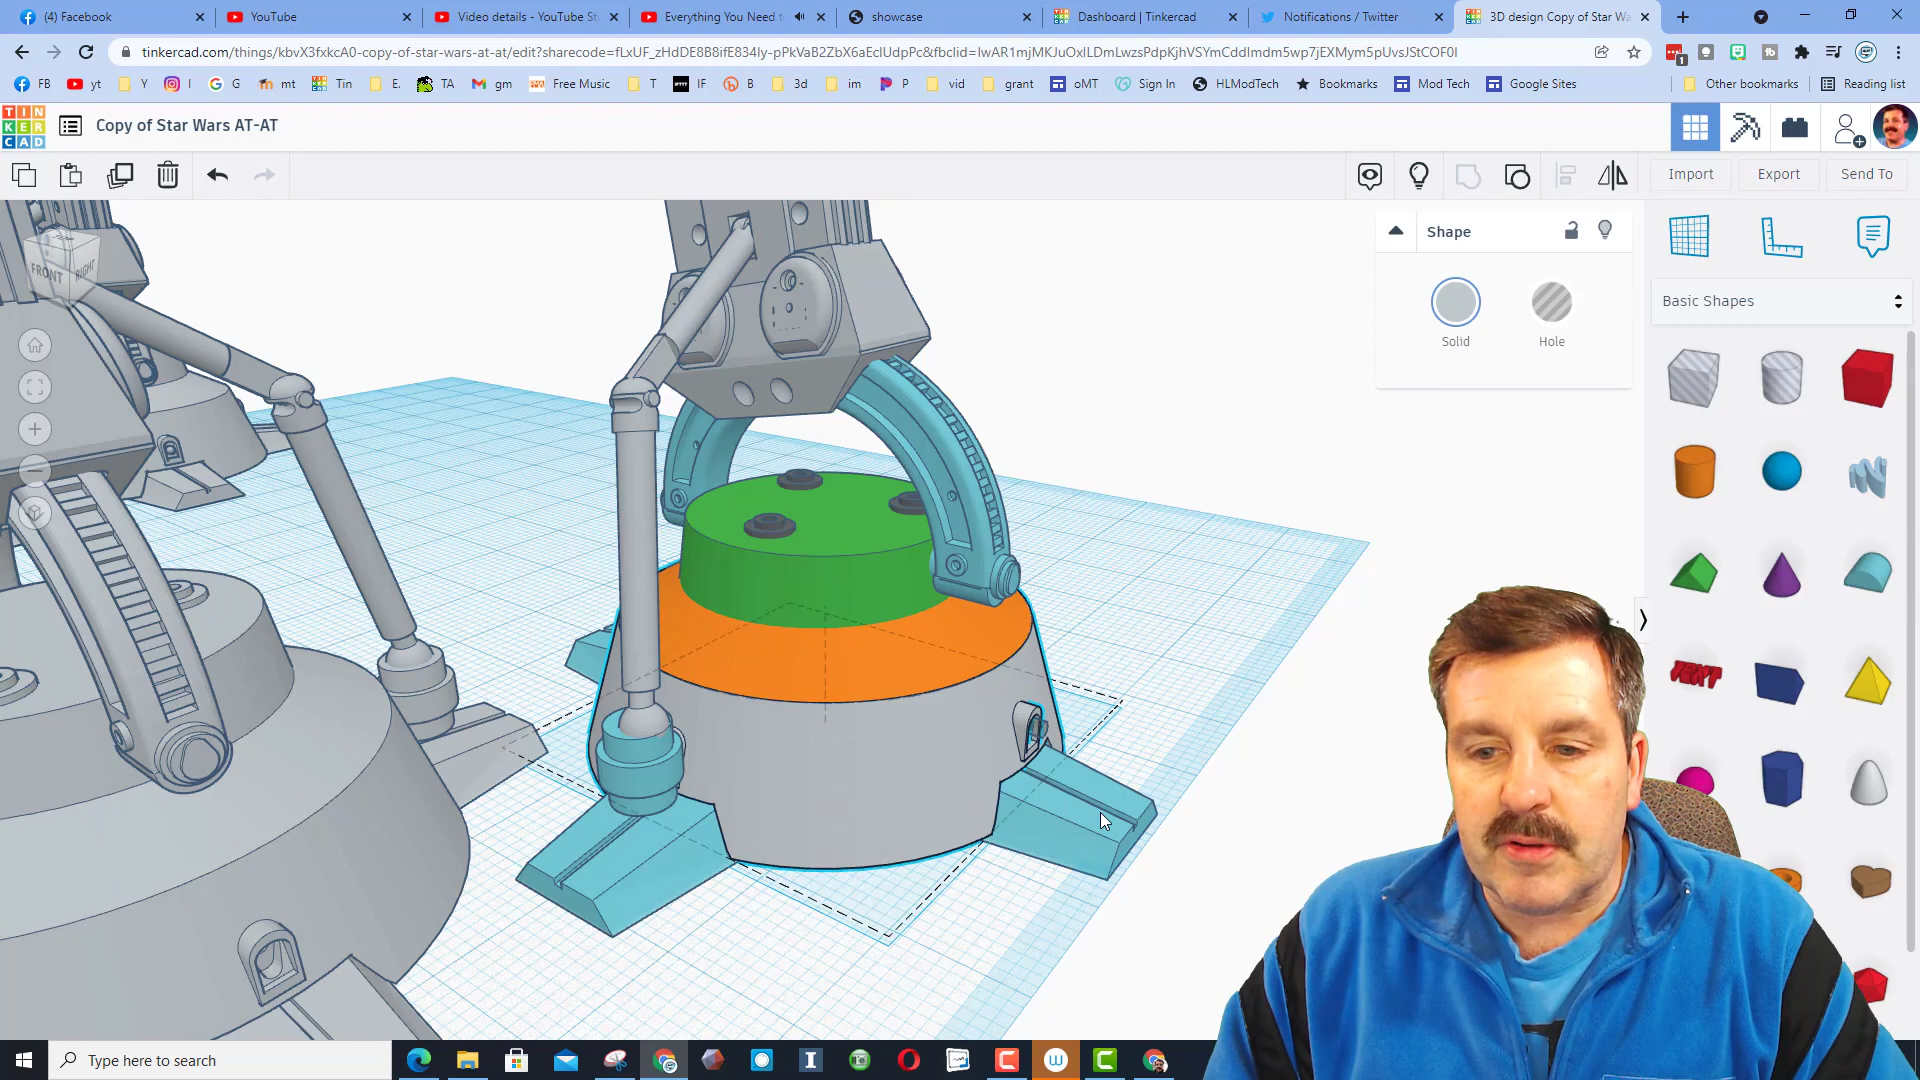 (4) Facebook
YouTube
Video details - YouTube St
Everything You Need
showcase
Dashboard | Tinkercad
Notifications / Twitter
3D design Copy of Star Wa
tinkercad.com/things/kbvX3fxkcA0-copy-of-star-wars-at-at/edit?sharecode=fLxUF_zHdDE8B8ifE834ly-pPkVaB2ZbX6aEclUdpPc&fbclid=IwAR1mjMKJuOxILDmLwzsPdpKjhVSYmCddImdm5wp7jEXMym5pUvsJStCOF0I
1
FB
yt
Y
I
G
mt
Tin
E.
TA
gm
Free Music
T
IF
B
3d
im
P
vid
grant
oMT
Sign In
HLModTech
Bookmarks
Mod Tech
Google Sites
Other bookmarks
Reading list
TIN
KER
CAD
Copy of Star Wars AT-AT
Import
Export
Send To
FRONT
RIGHT
Shape
Solid
Hole
Basic Shapes
TEXT
Type here to search